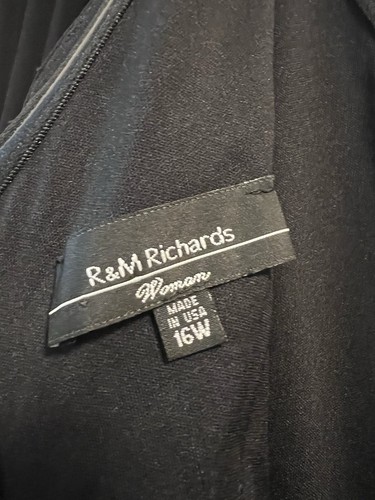 R&M Richards
Woman
MADE
IN USA
16W